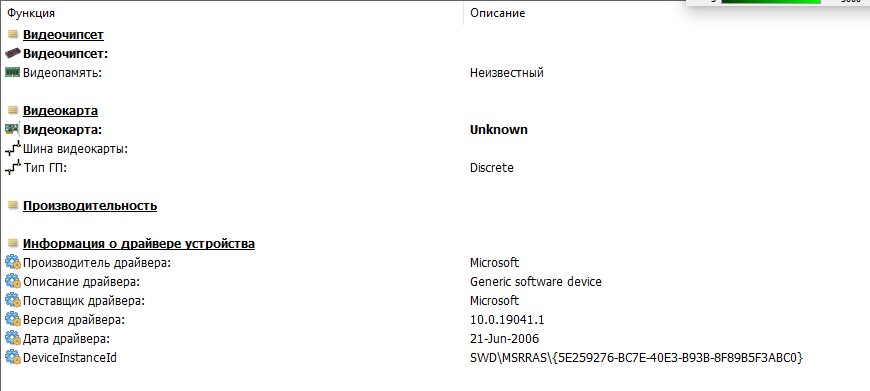 Функция Описание
Видеочипсет
Видеочипсет:
Видеопамять: Неизвестный
Видеокарта
Видеокарта: Unknown
Шина видеокарты:
Тип ГП: Discrete
Производительность
Информация о драйвере устройства
Производитель драйвера: Microsoft
Описание драйвера: Generic software device
Поставщик драйвера: Microsoft
Версия драйвера: 10.0.19041.1
Дата драйвера: 21-Jun-2006
DeviceInstanceId SWD\MSRRAS\{5E259276-BC7E-40E3-B93B-8F89B5F3ABC0}